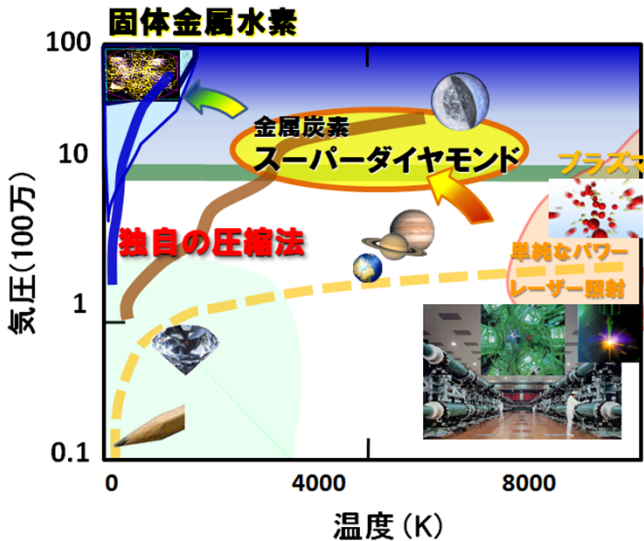 固体金属水素
100
金属炭素
スーパーダイヤモンド
10
プラズマ
独自の圧縮法
単純なパワー
レーザー照射
気圧(100万)
1
0.1
0
4000
8000
温度(K)